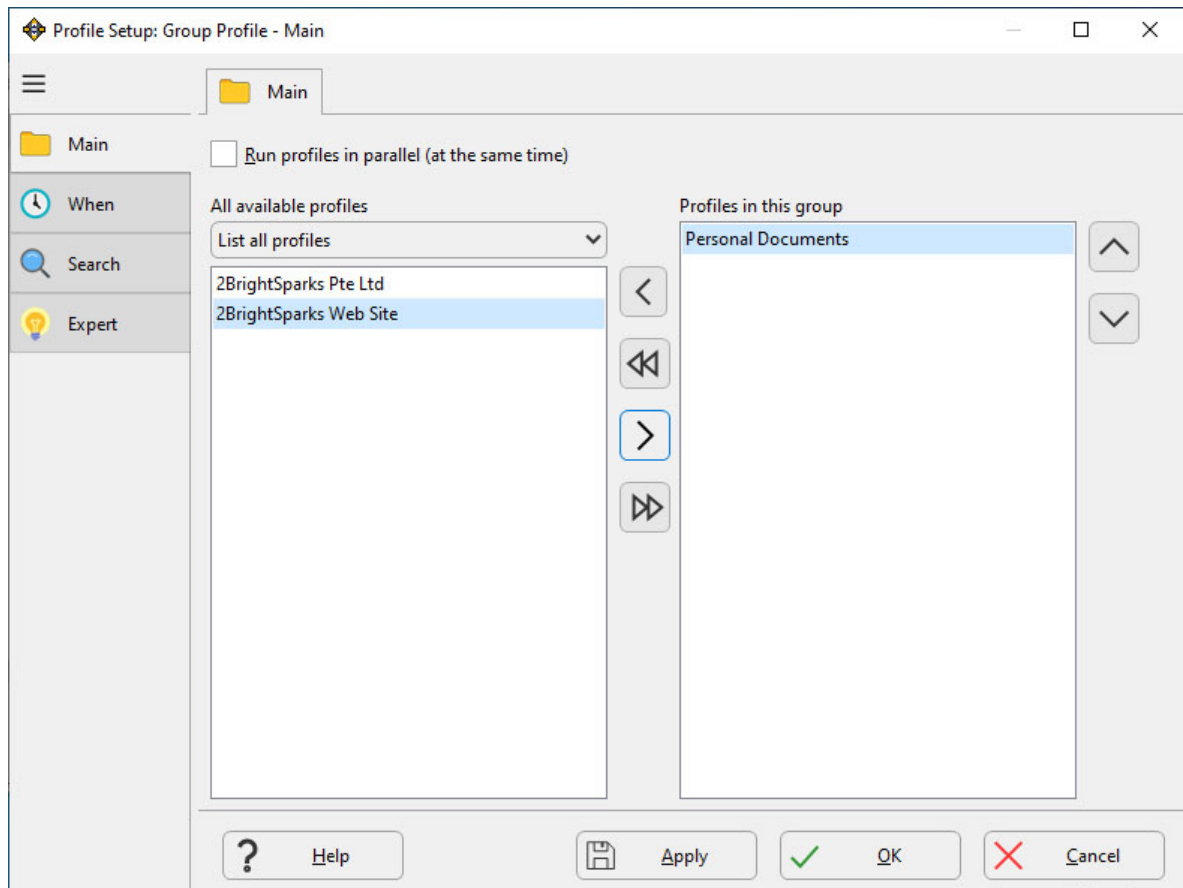 Profile Setup: Group Profile - Main
Main
Main
When
Search
Expert
Run profiles in parallel (at the same time)
All available profiles
List all profiles
2BrightSparks Pte Ltd
2BrightSparks Web Site
Profiles in this group
Personal Documents
? Help
Apply
OK
Cancel